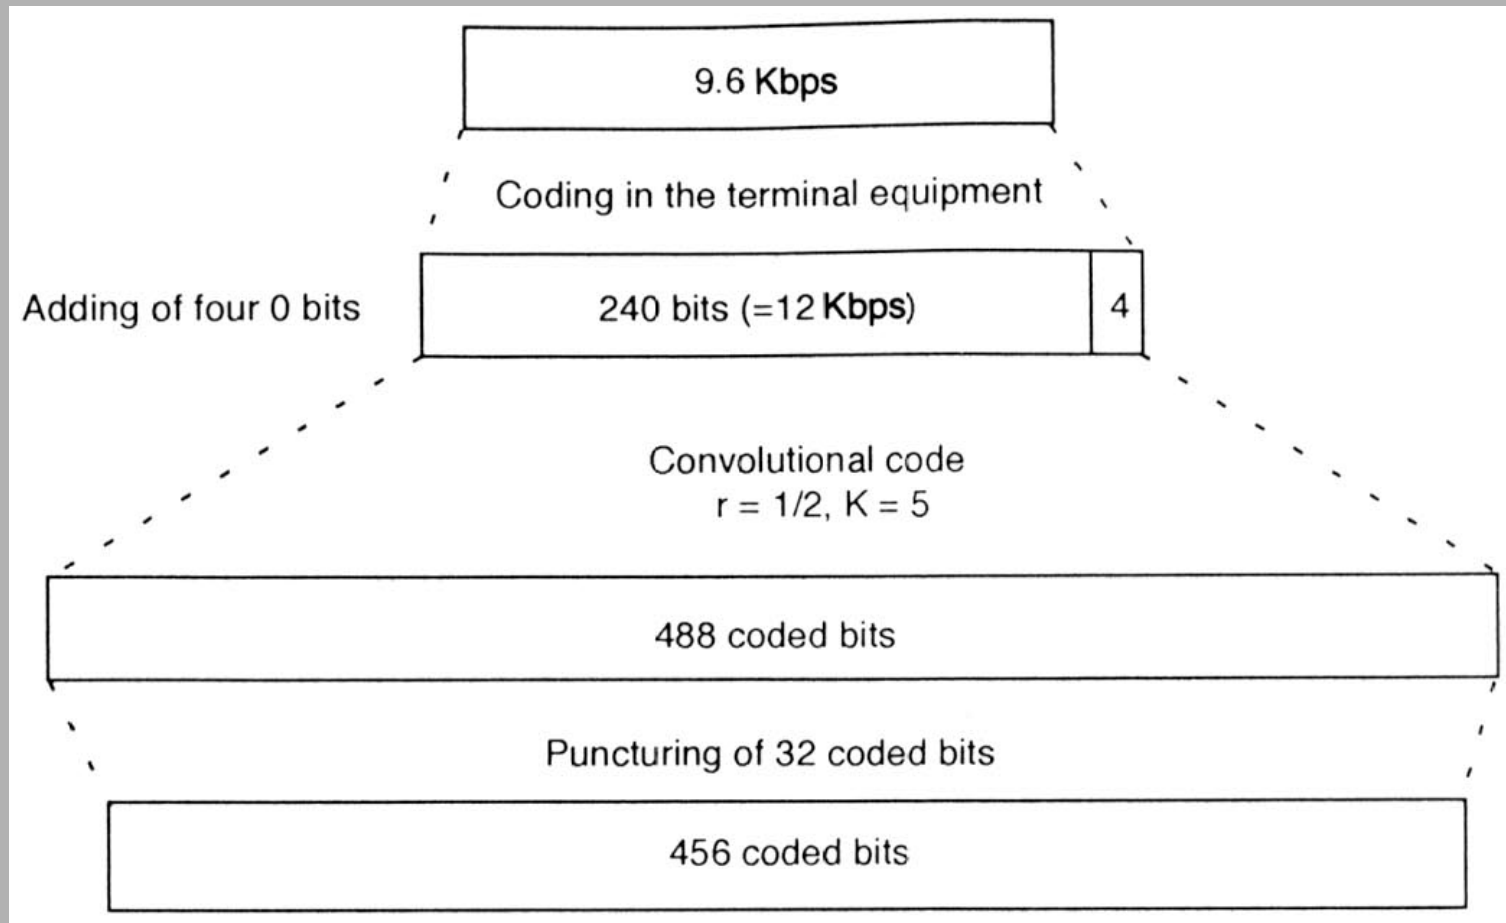 9.6 Kbps
Coding in the terminal equipment
Adding of four 0 bits
240 bits (=12 Kbps)
4
Convolutional code
r = 1/2, K = 5
488 coded bits
Puncturing of 32 coded bits
456 coded bits